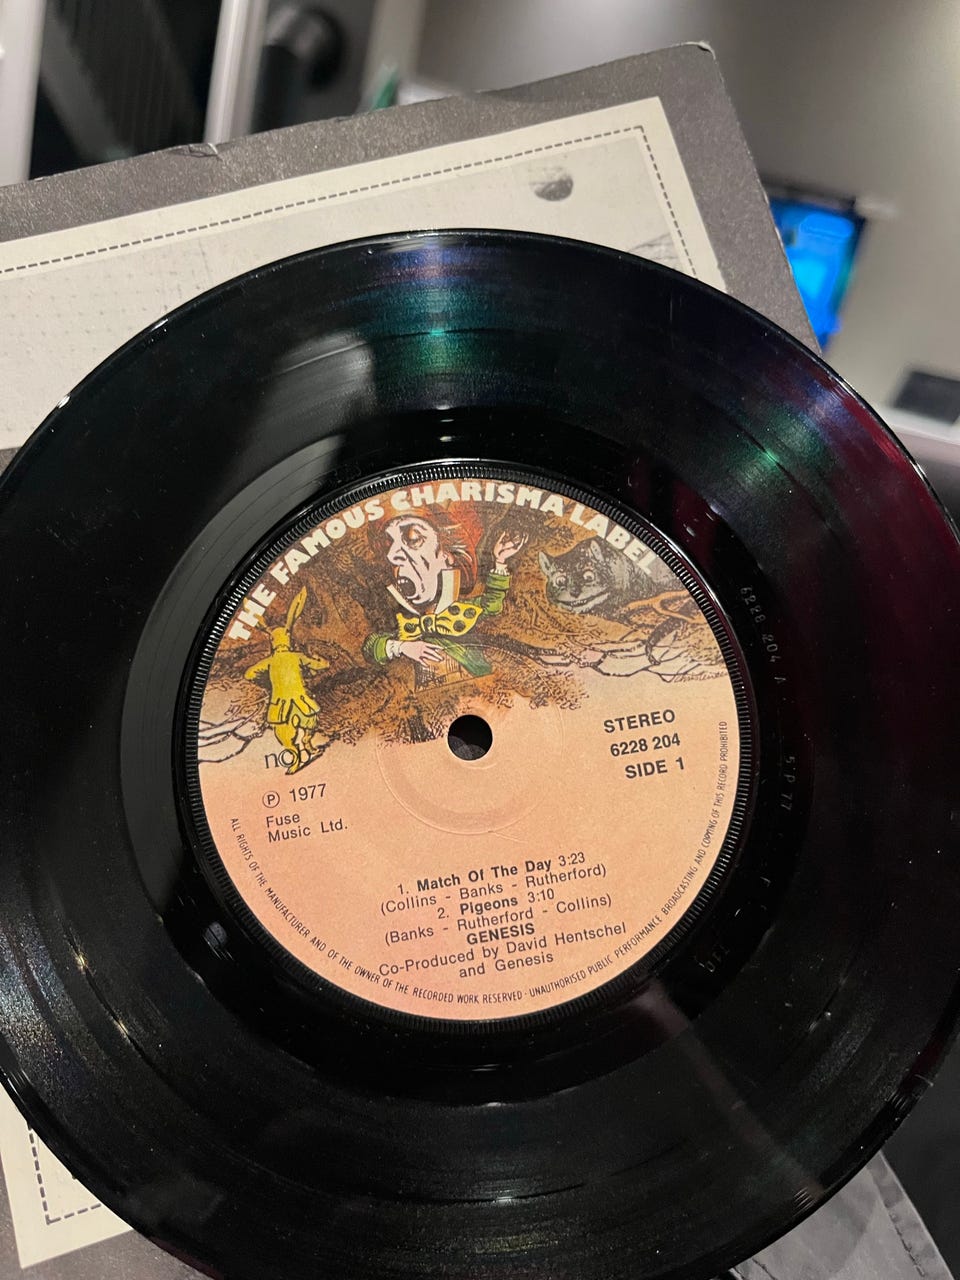 THE FAMOUS CHARISMA LABEL
STEREO
6228 204
SIDE 1
℗ 1977
Fuse
Music Ltd.
1. Match Of The Day 3:23
(Collins - Banks - Rutherford)
2. Pigeons 3:10
(Banks - Rutherford - Collins)
GENESIS
Co-Produced by David Hentschel
and Genesis
ALL RIGHTS OF THE MANUFACTURER AND OF THE OWNER OF THE RECORDED WORK RESERVED · UNAUTHORISED PUBLIC PERFORMANCE BROADCASTING AND COPYING OF THIS RECORD PROHIBITED
6228 204 A